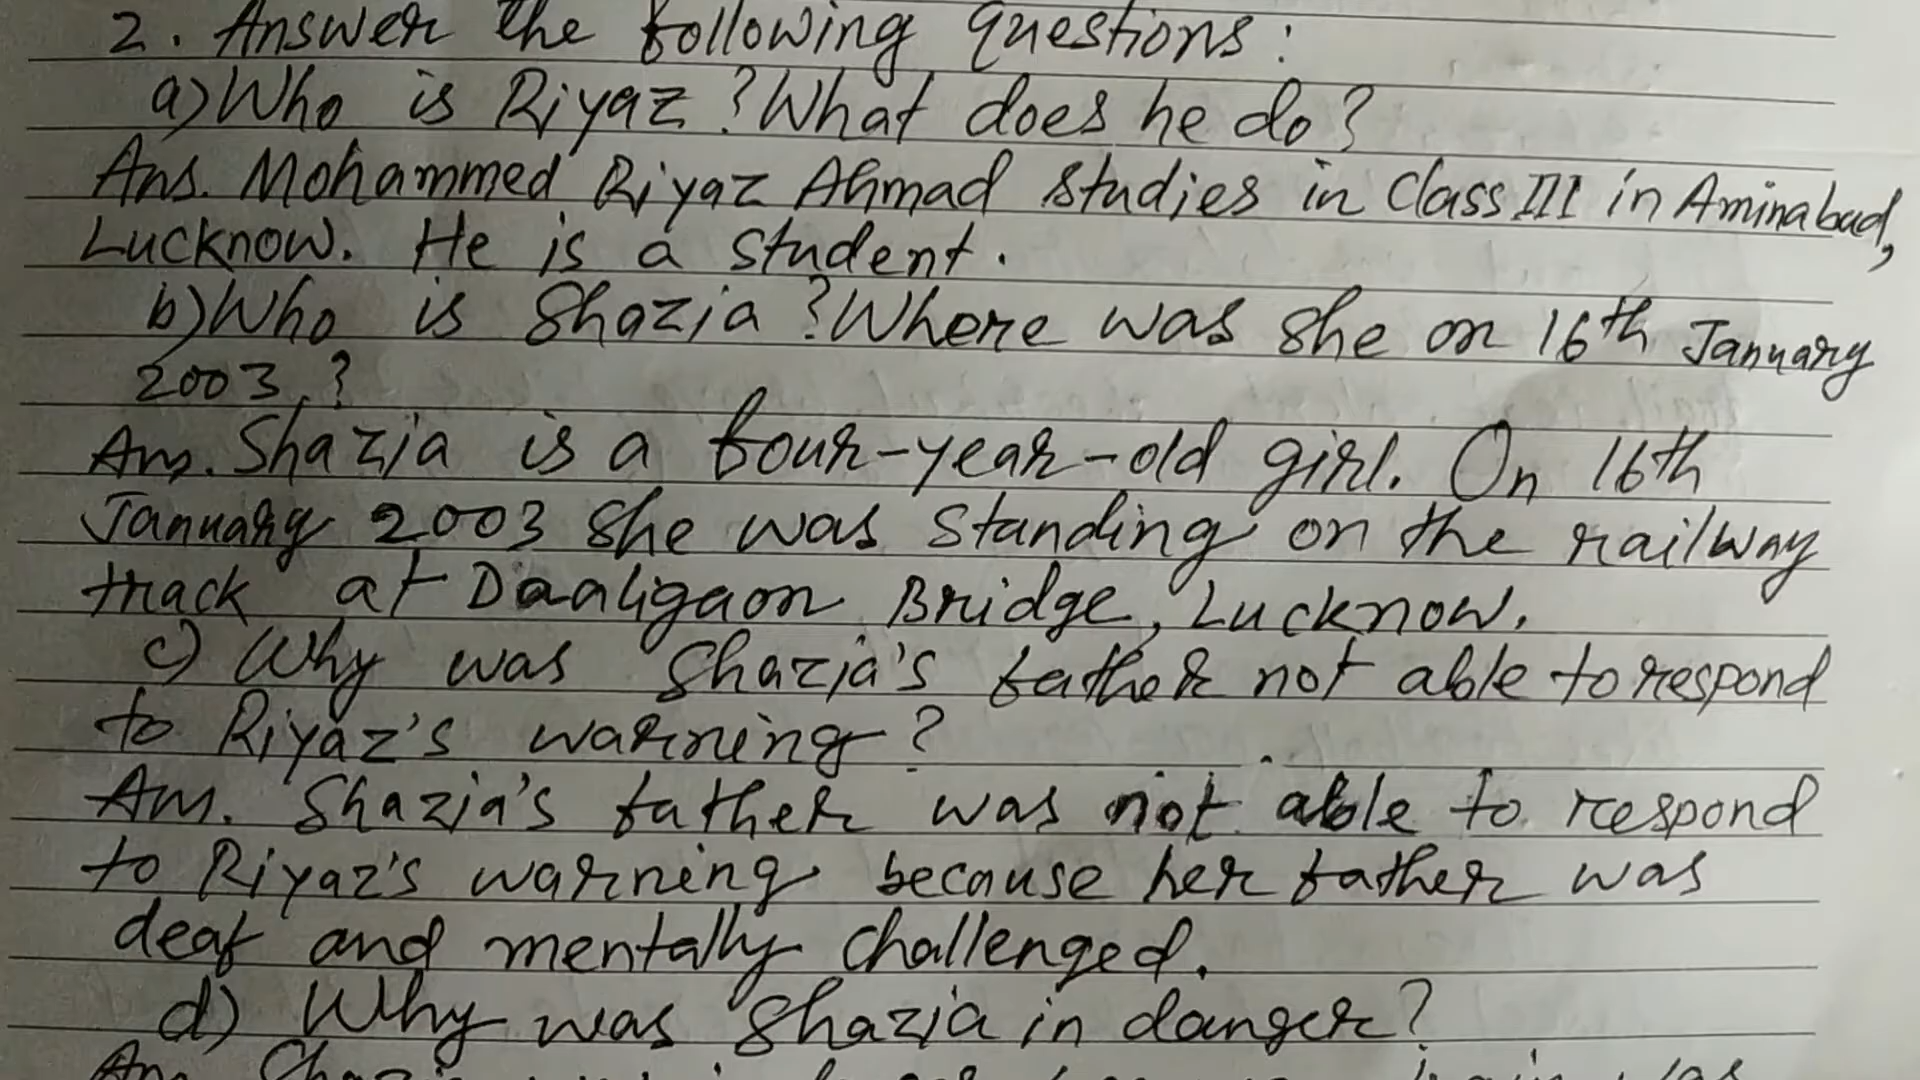 2. Answer the following questions:
a) Who is Riyaz? What does he do?
Ans. Mohammed Riyaz Ahmad studies in Class III in Aminabad,
Lucknow. He is a student.
b) Who is Shazia? Where was she on 16th January
2003.?
Ans. Shazia is a four-year-old girl. On 16th
January 2003 she was standing on the railway
track at Daaligaon Bridge, Lucknow.
c) Why was Shazia's father not able to respond
to Riyaz's warning?
Ans. Shazia's father was not able to respond
to Riyaz's warning because her father was
deaf and mentally challenged.
d) Why was Shazia in danger?